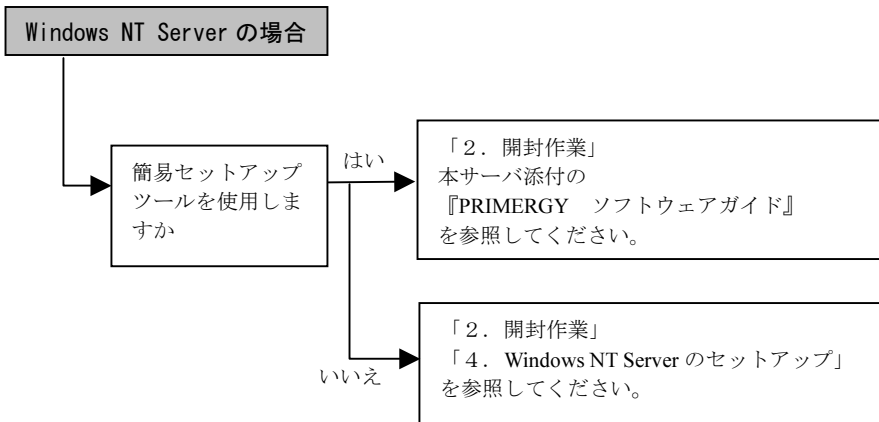 Windows NT Server の場合
簡易セットアップ
ツールを使用しま
すか
はい
「２．開封作業」
本サーバ添付の
『PRIMERGY　ソフトウェアガイド』
を参照してください。
いいえ
「２．開封作業」
「４．Windows NT Server のセットアップ」
を参照してください。